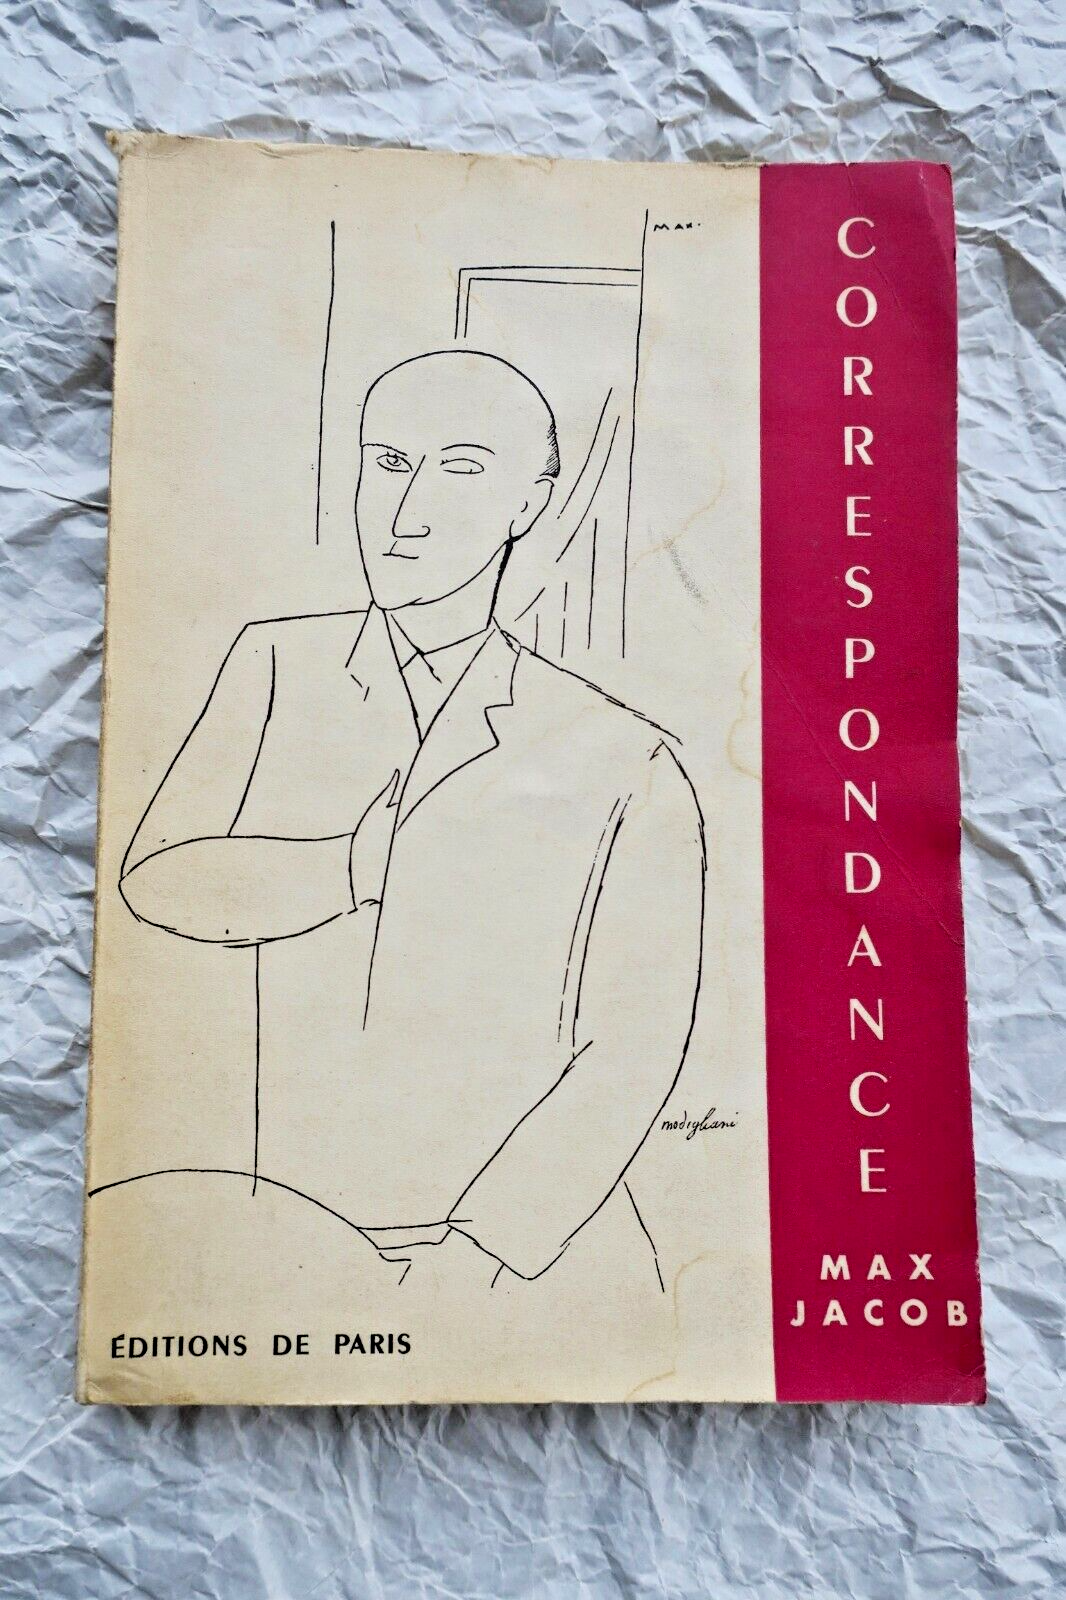 MAX.
CORRESPONDANCE
modigliani
MAX
JACOB
ÉDITIONS DE PARIS